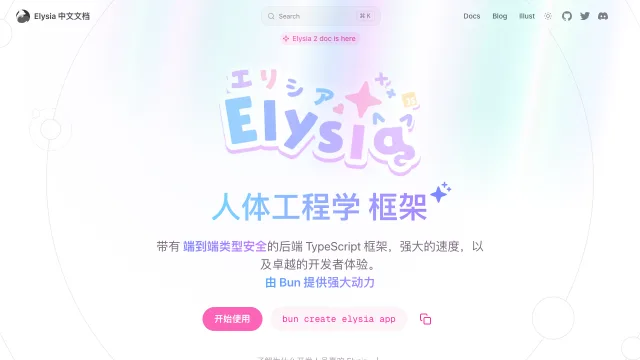 Elysia 中文文档
Search
⌘ K
Docs
Blog
Illust
Elysia 2 doc is here
エリシア
Elysia
JS
人体工程学 框架
带有 端到端类型安全的后端 TypeScript 框架，强大的速度，以
及卓越的开发者体验。
由 Bun 提供强大动力
开始使用
bun create elysia app